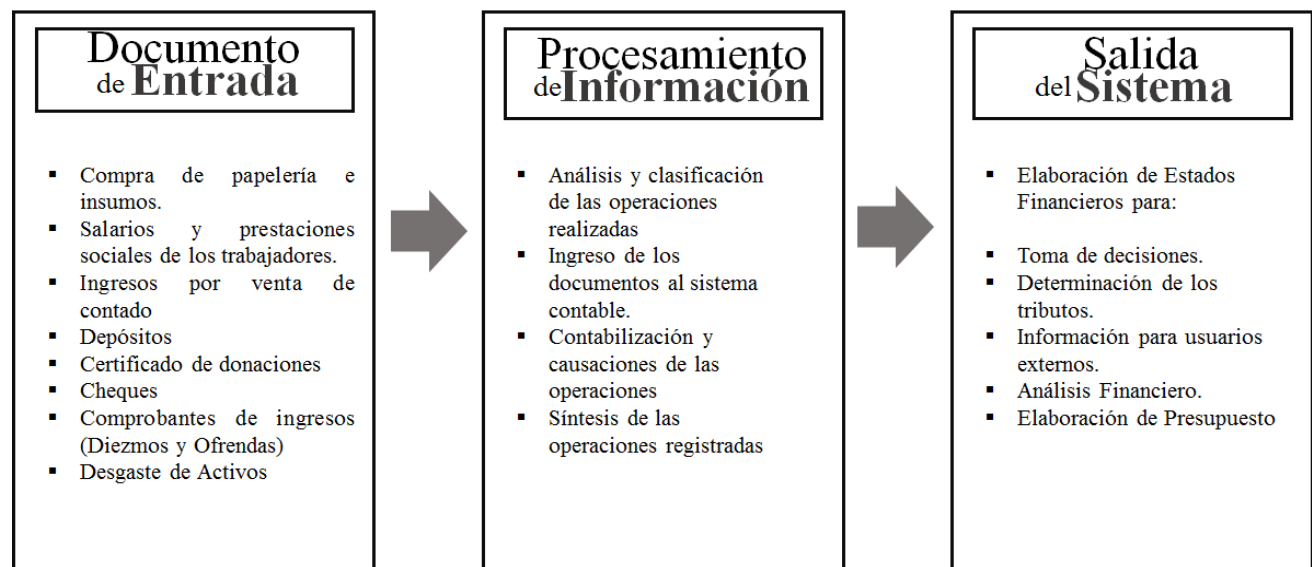 Documento
de Entrada
▪ Compra de papelería e
insumos.
▪ Salarios y prestaciones
sociales de los trabajadores.
▪ Ingresos por venta de
contado
▪ Depósitos
▪ Certificado de donaciones
▪ Cheques
▪ Comprobantes de ingresos
(Diezmos y Ofrendas)
▪ Desgaste de Activos
Procesamiento
de Información
▪ Análisis y clasificación
de las operaciones
realizadas
▪ Ingreso de los
documentos al sistema
contable.
▪ Contabilización y
causaciones de las
operaciones
▪ Síntesis de las
operaciones registradas
Salida
del Sistema
▪ Elaboración de Estados
Financieros para:
▪ Toma de decisiones.
▪ Determinación de los
tributos.
▪ Información para usuarios
externos.
▪ Análisis Financiero.
▪ Elaboración de Presupuesto